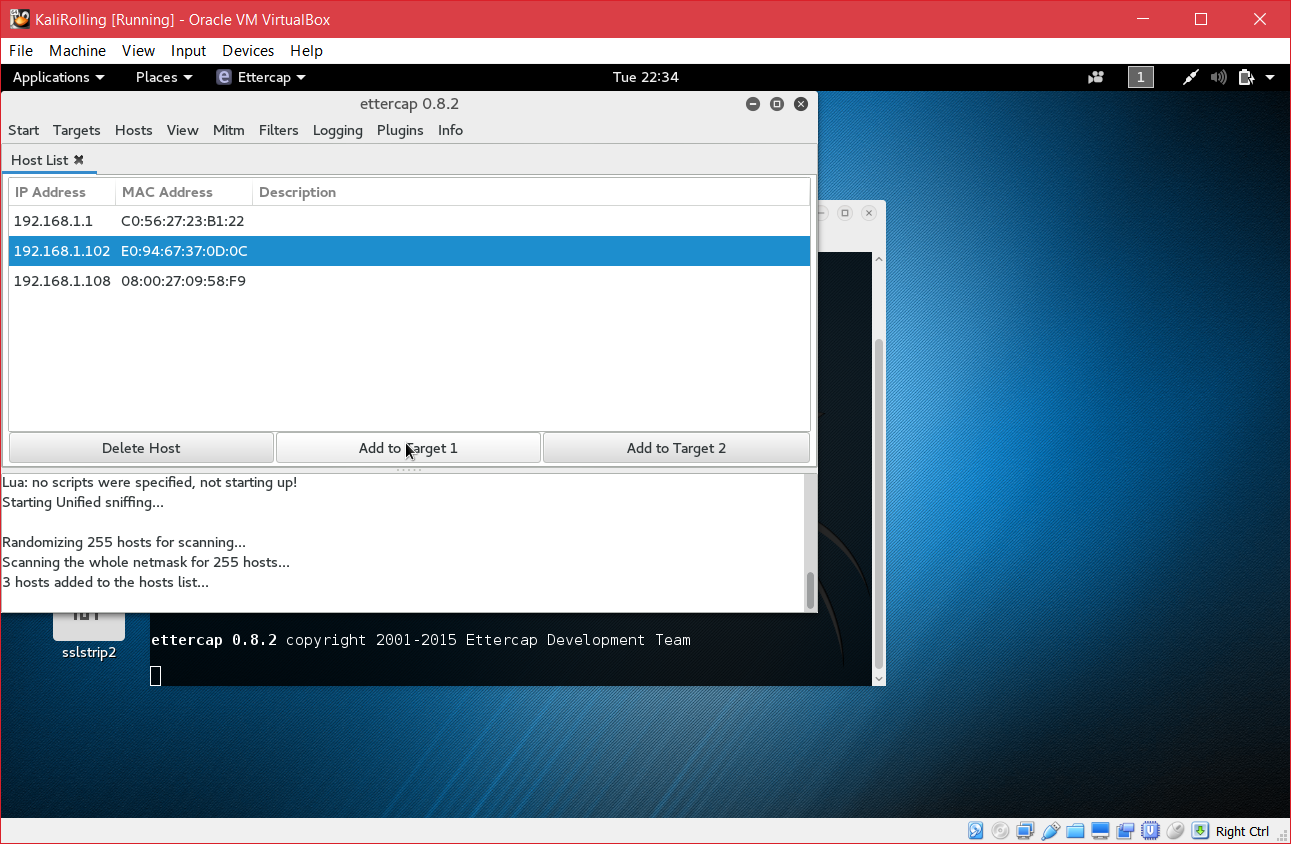 KaliRolling [Running] - Oracle VM VirtualBox
File Machine View Input Devices Help
Applications Places Ettercap Tue 22:34 1
ettercap 0.8.2
Start Targets Hosts View Mitm Filters Logging Plugins Info
Host List
IP Address MAC Address Description
192.168.1.1 C0:56:27:23:B1:22
192.168.1.102 E0:94:67:37:0D:0C
192.168.1.108 08:00:27:09:58:F9
Delete Host Add to Target 1 Add to Target 2
Lua: no scripts were specified, not starting up!
Starting Unified sniffing...
Randomizing 255 hosts for scanning...
Scanning the whole netmask for 255 hosts...
3 hosts added to the hosts list...
ettercap 0.8.2 copyright 2001-2015 Ettercap Development Team
sslstrip2
Right Ctrl